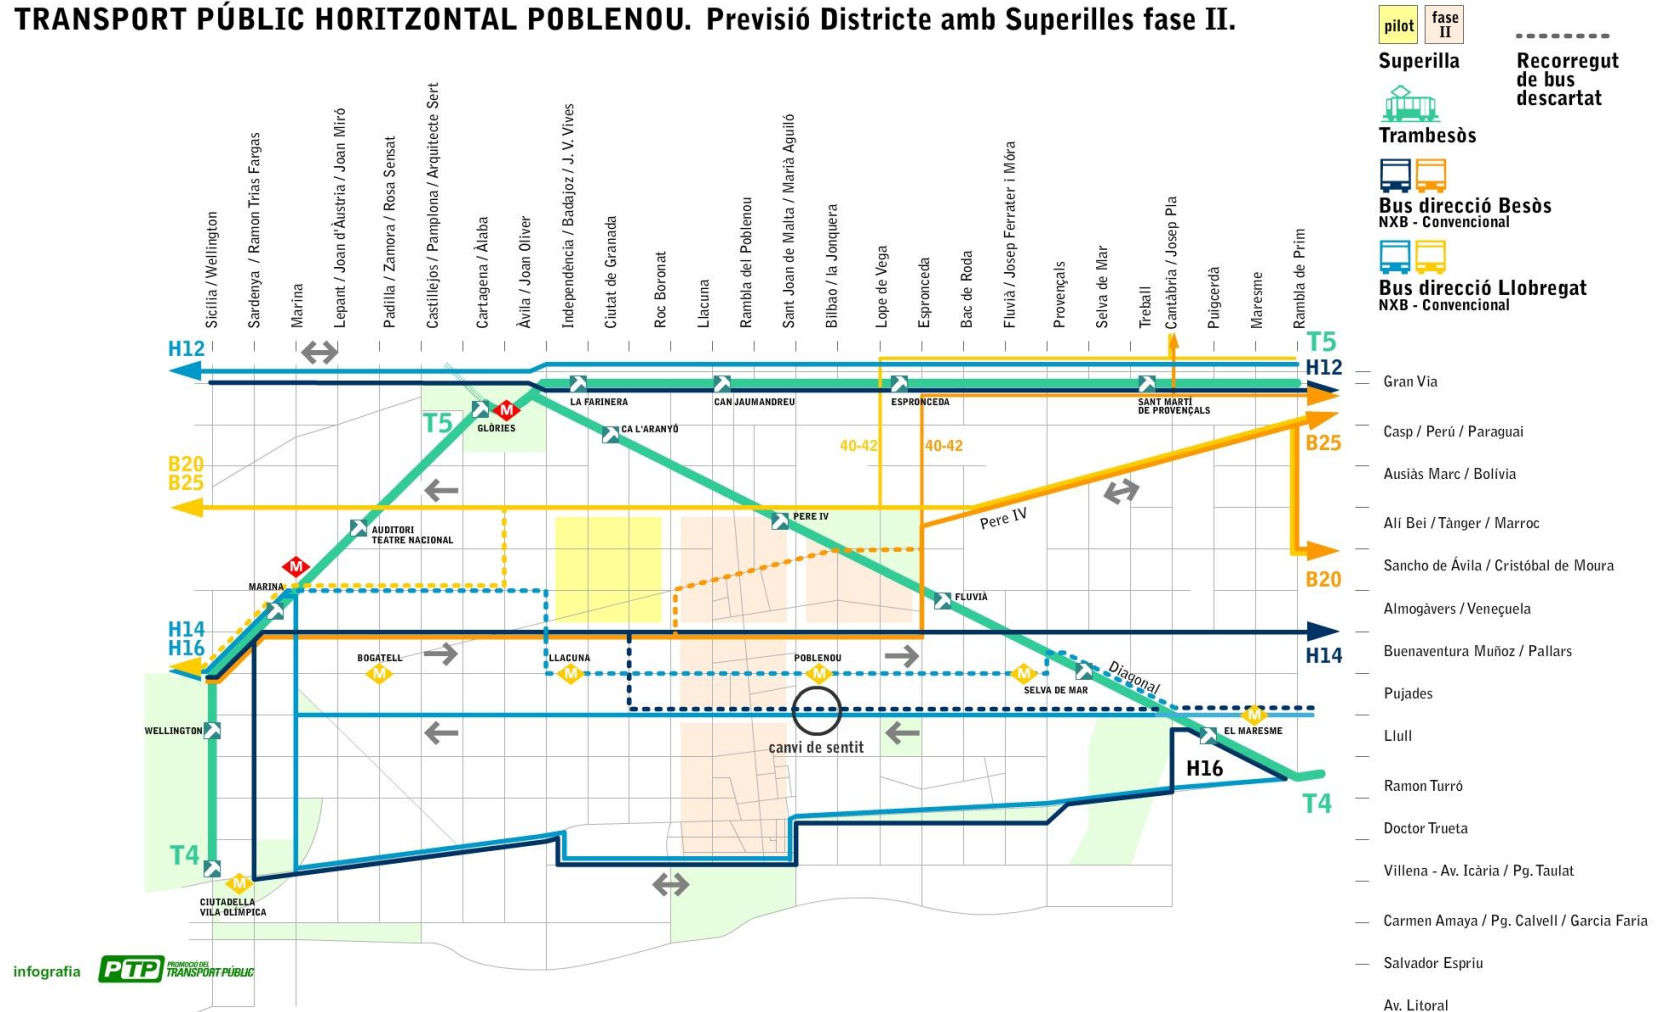 TRANSPORT PÚBLIC HORITZONTAL POBLENOU. Previsió Districte amb Superilles fase II.
pilot
fase
II
Superilla
Recorregut
de bus
descartat
Trambesòs
Bus direcció Besòs
NXB - Convencional
Bus direcció Llobregat
NXB - Convencional
Sicília / Wellington
Sardenya / Ramon Trias Fargas
Marina
Lepant / Joan d'Àustria / Joan Miró
Padilla / Zamora / Rosa Sensat
Castillejos / Pamplona / Arquitecte Sert
Cartagena / Àlaba
Àvila / Joan Oliver
Independència / Badajoz / J. V. Vives
Ciutat de Granada
Roc Boronat
Llacuna
Rambla del Poblenou
Sant Joan de Malta / Marià Aguiló
Bilbao / la Jonquera
Lope de Vega
Espronceda
Bac de Roda
Fluvià / Josep Ferrater i Móra
Provençals
Selva de Mar
Treball
Cantàbria / Josep Pla
Puigcerdà
Maresme
Rambla de Prim
H12
T5
H12
Gran Via
LA FARINERA
CAN JAUMANDREU
ESPRONCEDA
SANT MARTÍ
DE PROVENÇALS
T5
M
GLÒRIES
CA L'ARANYÓ
40-42
40-42
B25
Casp / Perú / Paraguai
B20
B25
Ausiàs Marc / Bolívia
Pere IV
PERE IV
AUDITORI
TEATRE NACIONAL
Alí Bei / Tànger / Marroc
M
MARINA
B20
Sancho de Ávila / Cristóbal de Moura
FLUVIÀ
Almogàvers / Veneçuela
H14
H16
H14
Buenaventura Muñoz / Pallars
BOGATELL
M
LLACUNA
M
POBLENOU
M
M
SELVA DE MAR
Diagonal
Pujades
WELLINGTON
canvi de sentit
M
EL MARESME
Llull
H16
T4
Ramon Turró
Doctor Trueta
T4
M
CIUTADELLA
VILA OLÍMPICA
Villena - Av. Icària / Pg. Taulat
Carmen Amaya / Pg. Calvell / Garcia Faria
infografia
PTP
PROMOCIÓ DEL
TRANSPORT PÚBLIC
Salvador Espriu
Av. Litoral